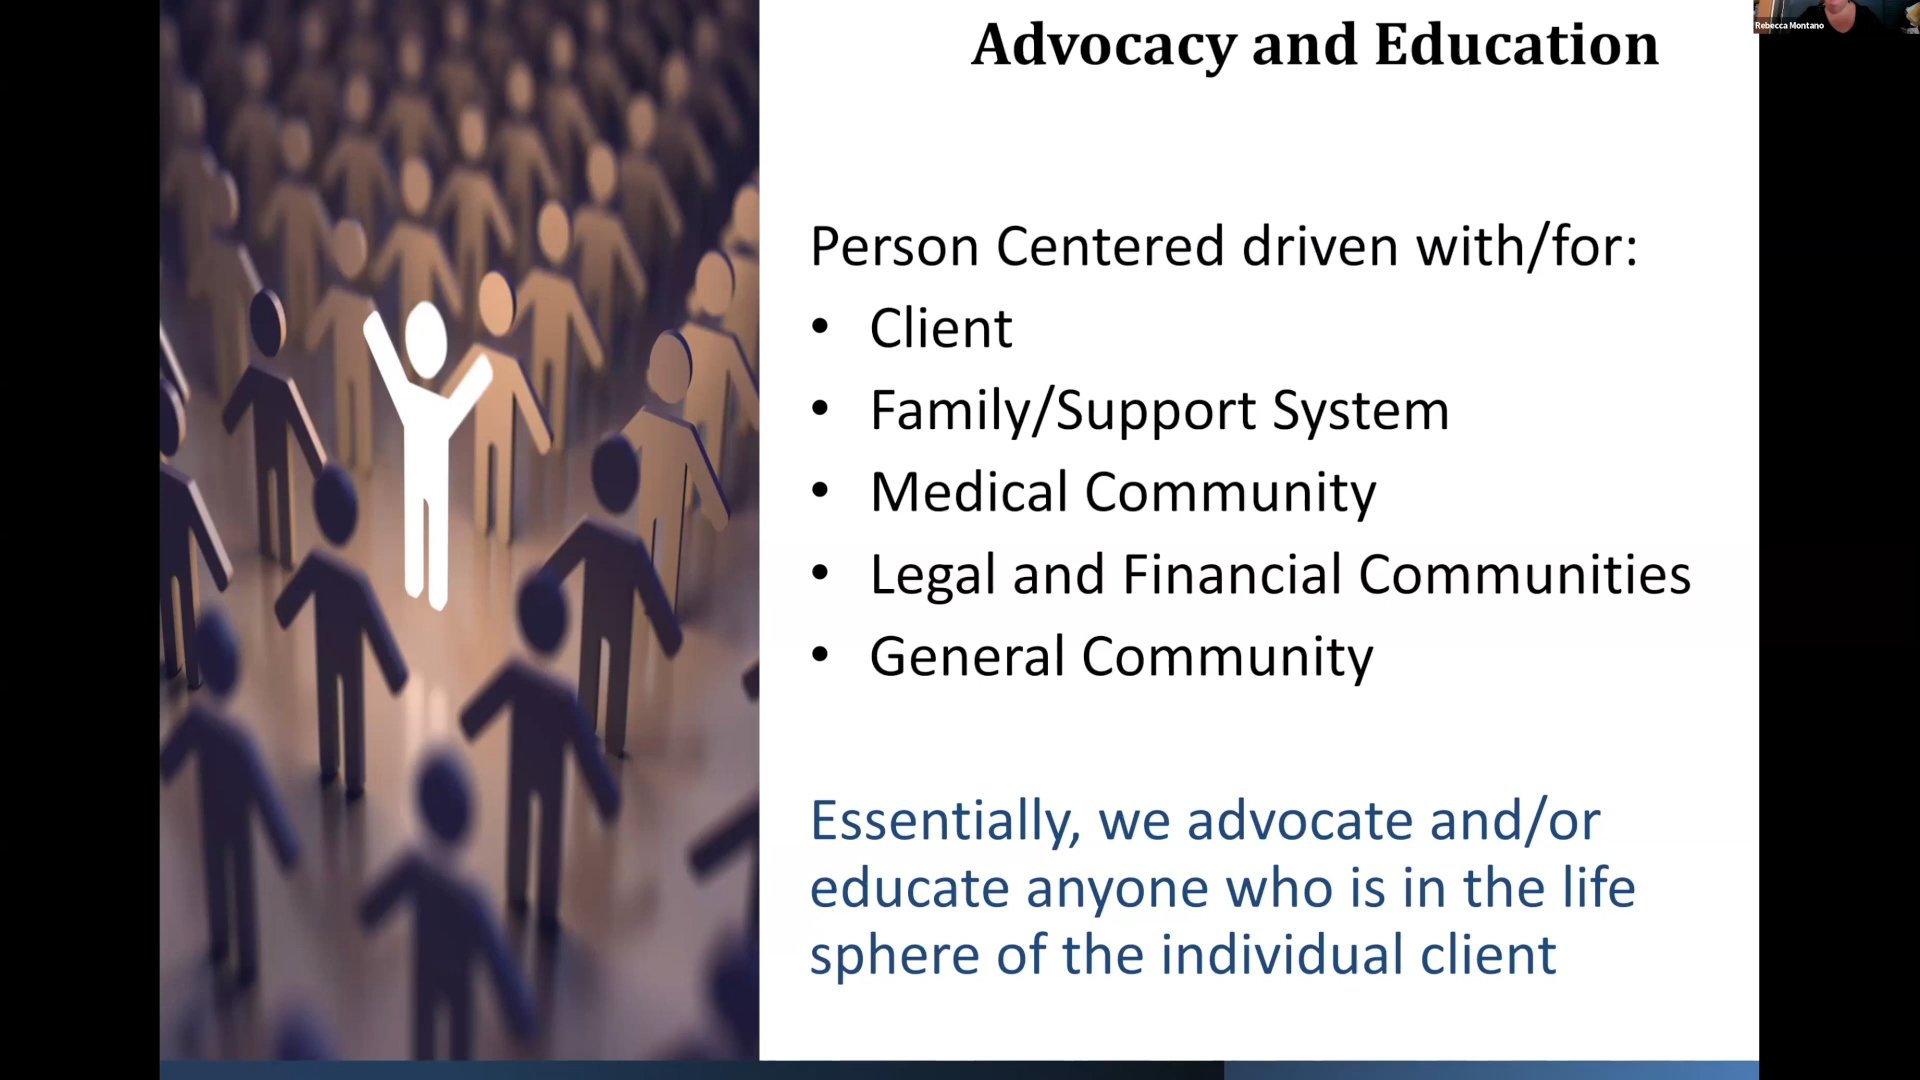 Advocacy and Education
Rebecca Montano
Person Centered driven with/for:
• Client
• Family/Support System
• Medical Community
• Legal and Financial Communities
• General Community
Essentially, we advocate and/or
educate anyone who is in the life
sphere of the individual client